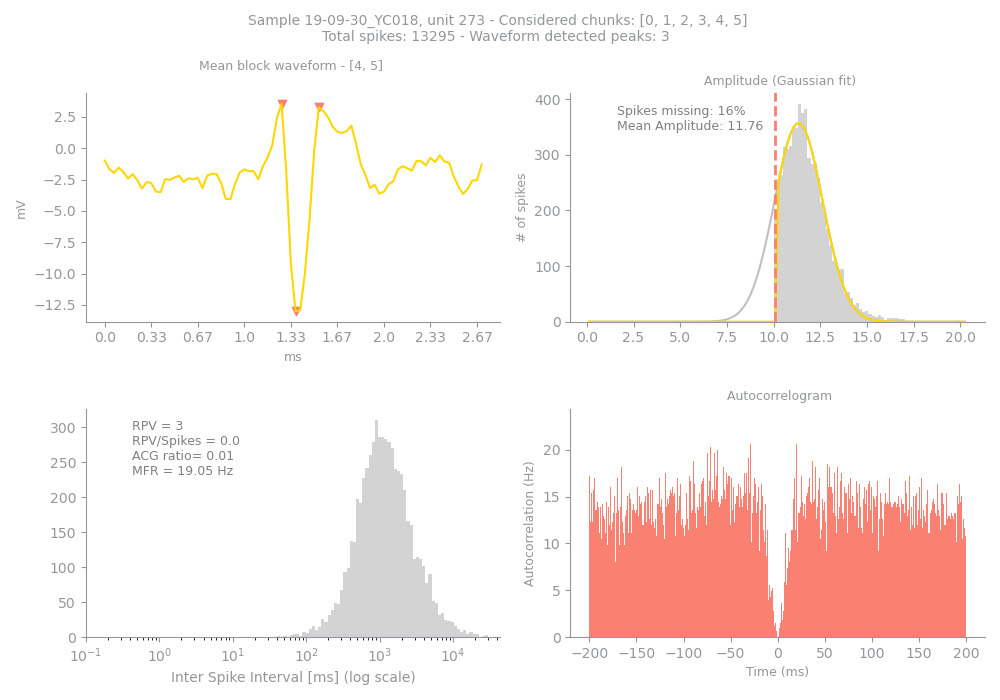 Sample 19-09-30_YC018, unit 273 - Considered chunks: [0, 1, 2, 3, 4, 5]
Total spikes: 13295 - Waveform detected peaks: 3
Mean block waveform - [4, 5]
2.5
0.0
−2.5
−5.0
−7.5
−10.0
−12.5
mV
0.0 0.33 0.67 1.0 1.33 1.67 2.0 2.33 2.67
ms
Amplitude (Gaussian fit)
Spikes missing: 16%
Mean Amplitude: 11.76
400
300
200
100
0
# of spikes
0.0 2.5 5.0 7.5 10.0 12.5 15.0 17.5 20.0
RPV = 3
RPV/Spikes = 0.0
ACG ratio= 0.01
MFR = 19.05 Hz
300
250
200
150
100
50
0
10⁻¹ 10⁰ 10¹ 10² 10³ 10⁴
Inter Spike Interval [ms] (log scale)
Autocorrelogram
20
15
10
5
0
Autocorrelation (Hz)
−200 −150 −100 −50 0 50 100 150 200
Time (ms)